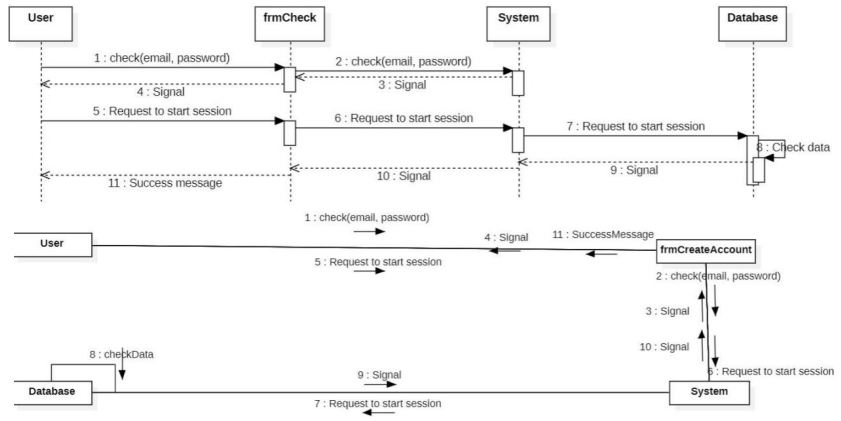 User
frmCheck
System
Database
1 : check(email, password)
2 : check(email, password)
3 : Signal
4 : Signal
5 : Request to start session
6 : Request to start session
7 : Request to start session
8 : Check data
9 : Signal
10 : Signal
11 : Success message
1 : check(email, password)
User
4 : Signal
11 : SuccessMessage
frmCreateAccount
5 : Request to start session
2 : check(email, password)
3 : Signal
10 : Signal
8 : checkData
6 : Request to start session
9 : Signal
Database
System
7 : Request to start session